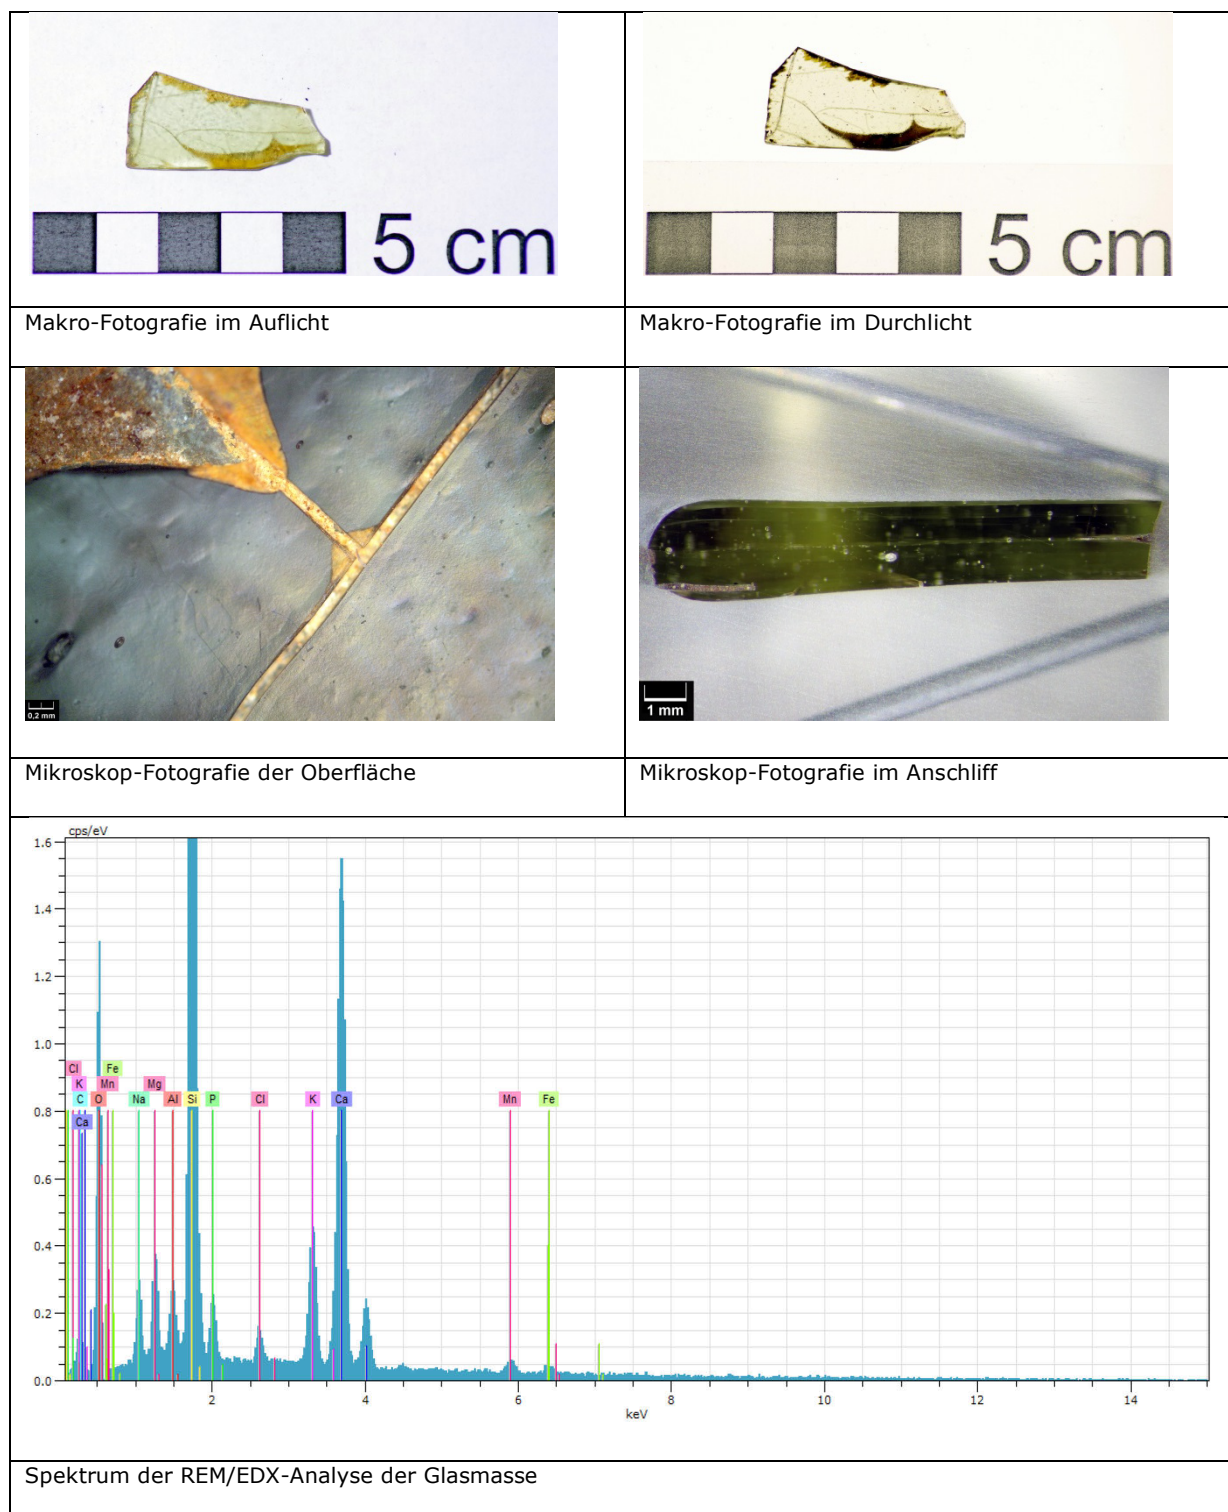 5 cm
5 cm
Makro-Fotografie im Auflicht
Makro-Fotografie im Durchlicht
0,2 mm
1 mm
Mikroskop-Fotografie der Oberfläche
Mikroskop-Fotografie im Anschliff
cps/eV
1.6
1.4
1.2
1.0
0.8
0.6
0.4
0.2
0.0
Cl
Fe
K
Mn
C
O
Ca
Na
Mg
Al
Si
P
Cl
K
Ca
Mn
Fe
2
4
6
8
10
12
14
keV
Spektrum der REM/EDX-Analyse der Glasmasse